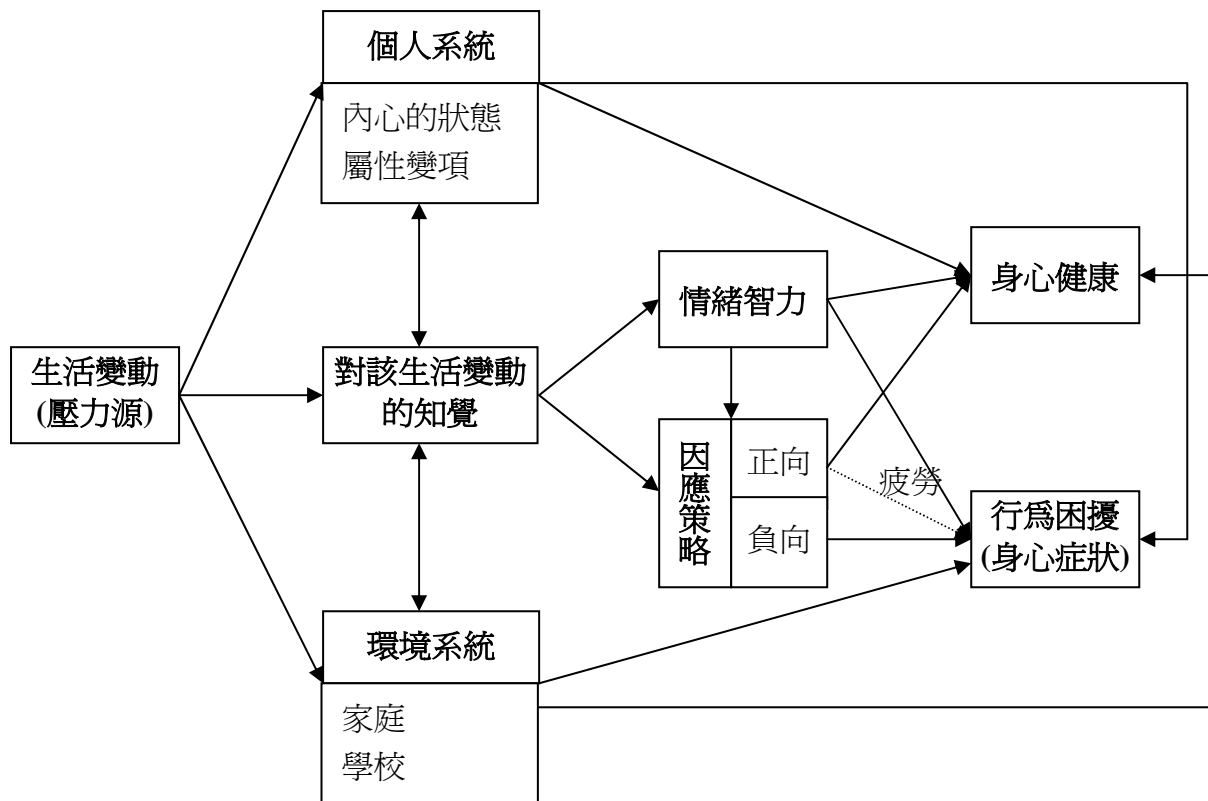 個人系統
內心的狀態
屬性變項
身心健康
情緒智力
生活變動
(壓力源)
對該生活變動
的知覺
因應策略
正向
負向
疲勞
行為困擾
(身心症狀)
環境系統
家庭
學校